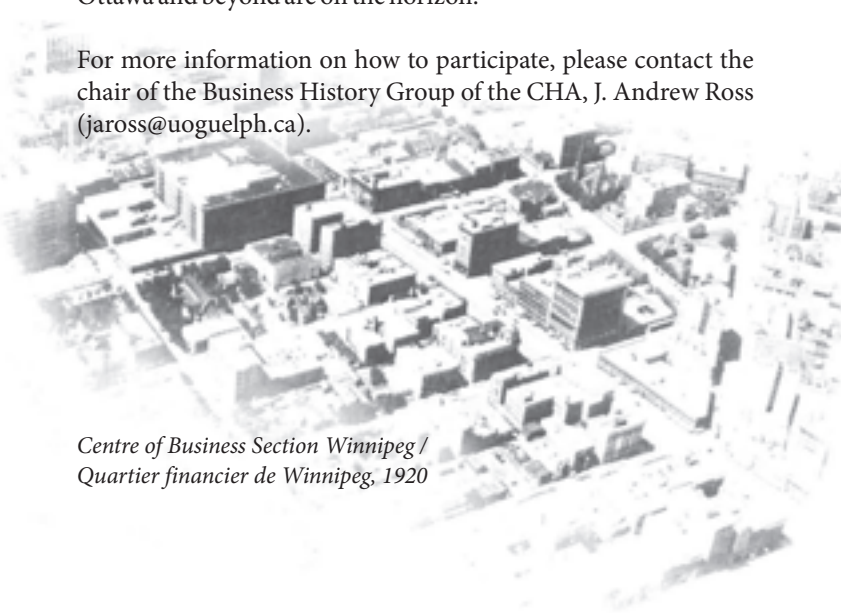 Ottawa and beyond are on the horizon.
For more information on how to participate, please contact the
chair of the Business History Group of the CHA, J. Andrew Ross
(jaross@uoguelph.ca).
Centre of Business Section Winnipeg /
Quartier financier de Winnipeg, 1920